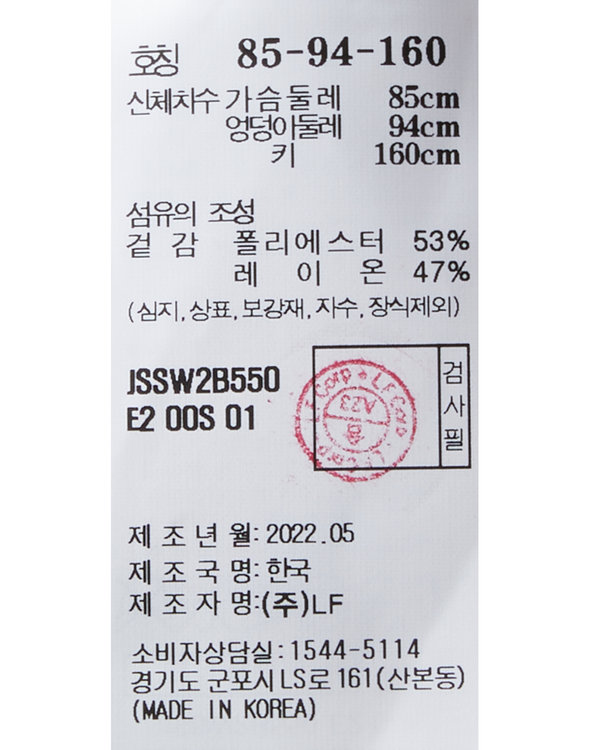 호칭 85-94-160
신체치수 가슴둘레 85cm
엉덩이둘레 94cm
키 160cm
섬유의 조성
겉감 폴리에스터 53%
레이온 47%
(심지, 상표, 보강재, 자수, 장식제외)
JSSW2B550
E2 00S 01
검사필
LF Corp ★ LF Corp
A23
제조년월: 2022.05
제조국명: 한국
제조자명: (주)LF
소비자상담실: 1544-5114
경기도 군포시 LS로 161(산본동)
(MADE IN KOREA)